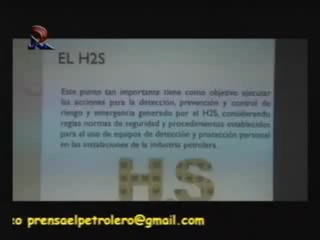 EL H2S
Este punto tan importante tiene como objetivo ejecutar
las acciones para la detección, prevención y control de
riesgo y emergencia generado por el H2S, considerando
reglas normas de seguridad y procedimientos establecidos
para el uso de equipos de detección y protección personal
en las instalaciones de la industria petrolera.
H2S
prensaelpetrolero@gmail.com